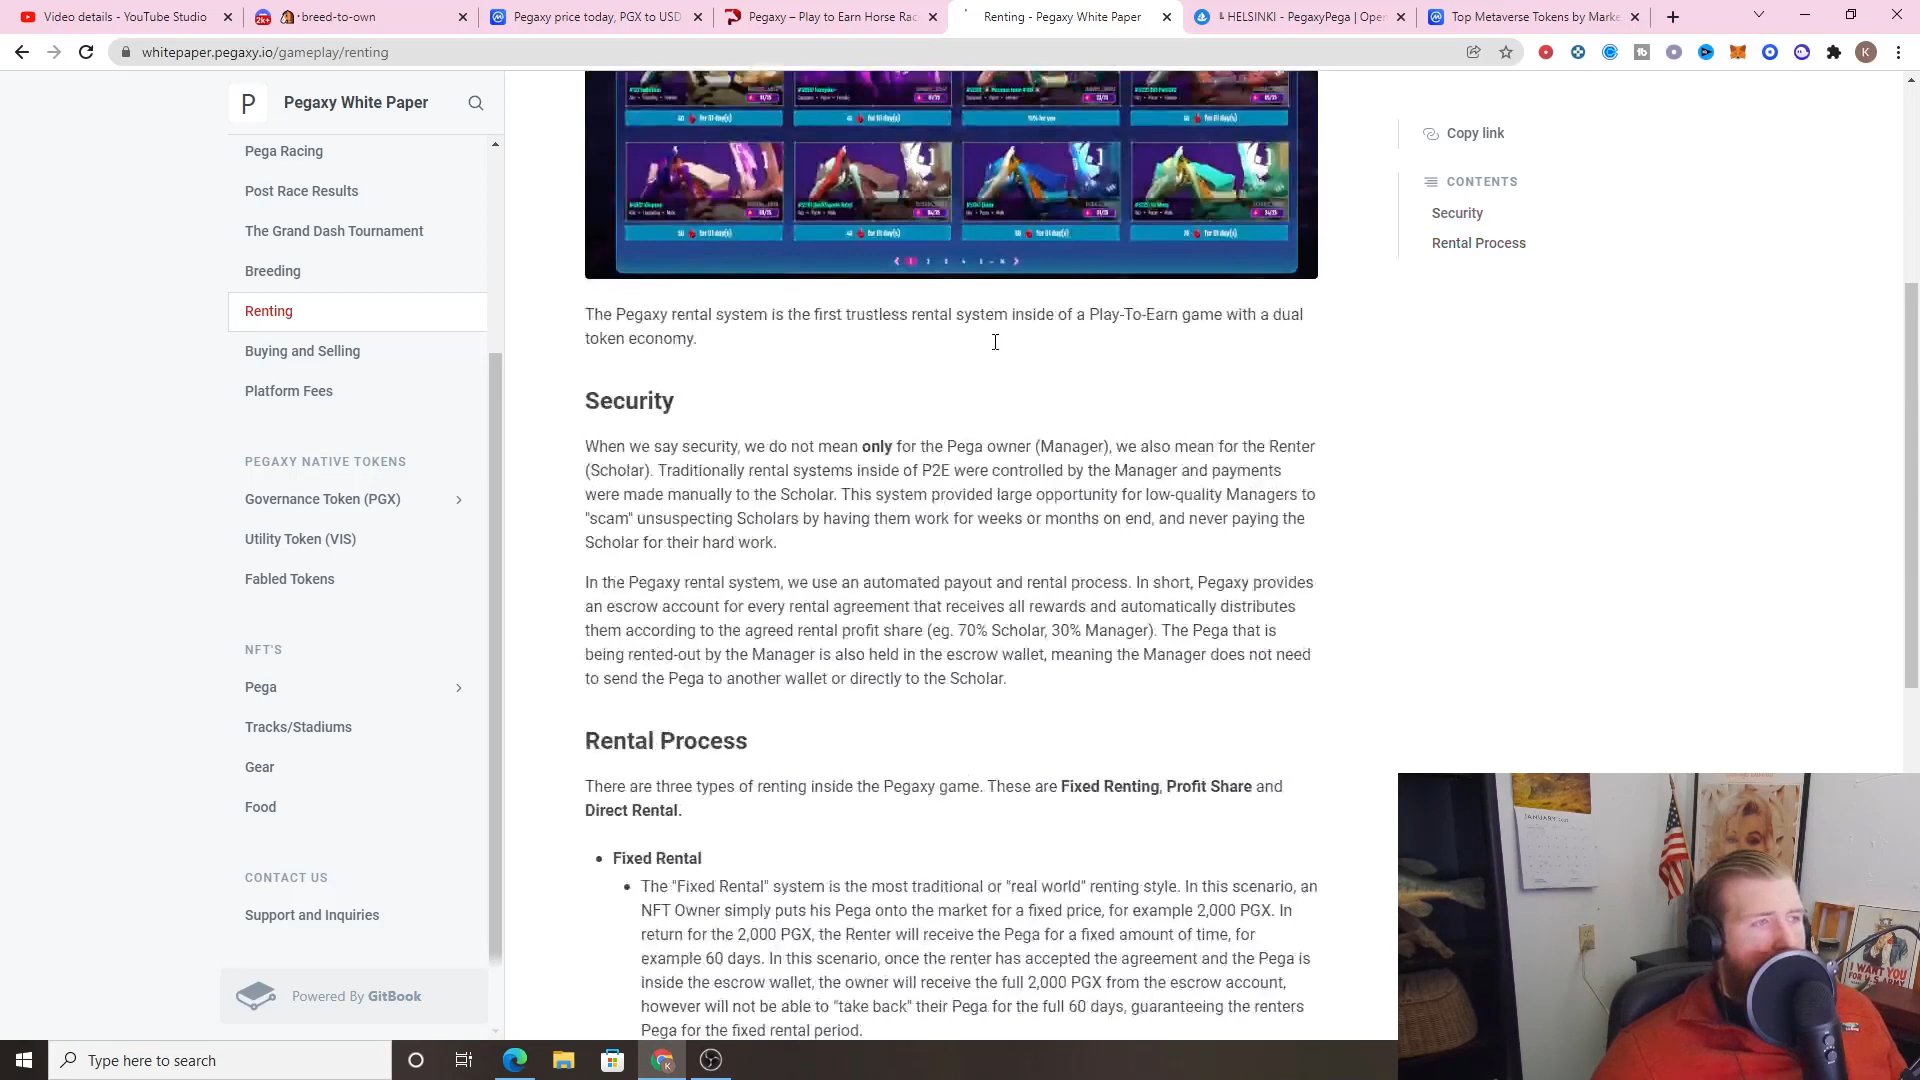 Video details - YouTube Studio
breed-to-own
Pegaxy price today, PGX to USD
Pegaxy – Play to Earn Horse Rac
Renting - Pegaxy White Paper
HELSINKI - PegaxyPega | Open
Top Metaverse Tokens by Marke
whitepaper.pegaxy.io/gameplay/renting
K
P
Pegaxy White Paper
Pega Racing
Post Race Results
The Grand Dash Tournament
Breeding
Renting
Buying and Selling
Platform Fees
PEGAXY NATIVE TOKENS
Governance Token (PGX)
Utility Token (VIS)
Fabled Tokens
NFT'S
Pega
Tracks/Stadiums
Gear
Food
CONTACT US
Support and Inquiries
Powered By GitBook
The Pegaxy rental system is the first trustless rental system inside of a Play-To-Earn game with a dual
token economy.
Security
When we say security, we do not mean only for the Pega owner (Manager), we also mean for the Renter
(Scholar). Traditionally rental systems inside of P2E were controlled by the Manager and payments
were made manually to the Scholar. This system provided large opportunity for low-quality Managers to
"scam" unsuspecting Scholars by having them work for weeks or months on end, and never paying the
Scholar for their hard work.
In the Pegaxy rental system, we use an automated payout and rental process. In short, Pegaxy provides
an escrow account for every rental agreement that receives all rewards and automatically distributes
them according to the agreed rental profit share (eg. 70% Scholar, 30% Manager). The Pega that is
being rented-out by the Manager is also held in the escrow wallet, meaning the Manager does not need
to send the Pega to another wallet or directly to the Scholar.
Rental Process
There are three types of renting inside the Pegaxy game. These are Fixed Renting, Profit Share and
Direct Rental.
Fixed Rental
The "Fixed Rental" system is the most traditional or "real world" renting style. In this scenario, an
NFT Owner simply puts his Pega onto the market for a fixed price, for example 2,000 PGX. In
return for the 2,000 PGX, the Renter will receive the Pega for a fixed amount of time, for
example 60 days. In this scenario, once the renter has accepted the agreement and the Pega is
inside the escrow wallet, the owner will receive the full 2,000 PGX from the escrow account,
however will not be able to "take back" their Pega for the full 60 days, guaranteeing the renters
Pega for the fixed rental period.
Copy link
CONTENTS
Security
Rental Process
JANUARY
I WANT YOU
Type here to search